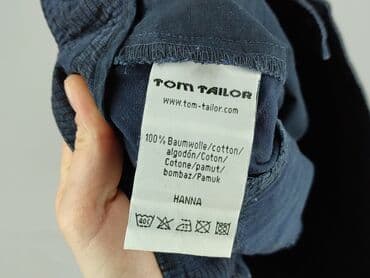 TOM TAILOR
www.tom-tailor.com
100% Baumwolle/cotton/
algodón/Coton/
Cotone/pamut/
bombaz/Pamuk
HANNA